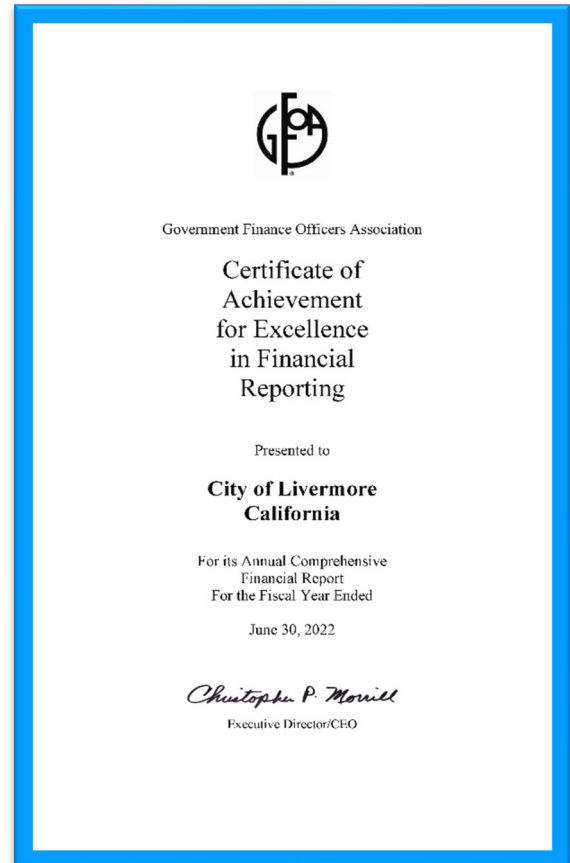 GFOA
Government Finance Officers Association
Certificate of
Achievement
for Excellence
in Financial
Reporting
Presented to
City of Livermore
California
For its Annual Comprehensive
Financial Report
For the Fiscal Year Ended
June 30, 2022
Christopher P. Morrill
Executive Director/CEO